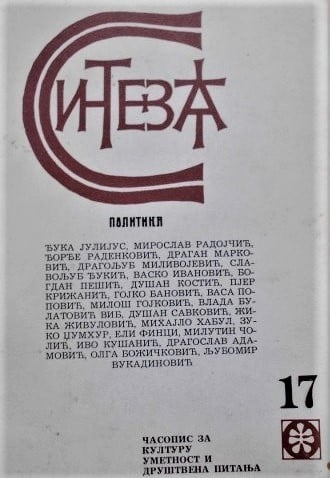 СИНТЕЗА
ПОЛИТИКА
ЂУКА ЈУЛИЈУС, МИРОСЛАВ РАДОЈЧИЋ,
ЂОРЂЕ РАДЕНКОВИЋ, ДРАГАН МАРКО-
ВИЋ, ДРАГОЉУБ МИЛИВОЈЕВИЋ, СЛА-
ВОЉУБ ЂУКИЋ, ВАСКО ИВАНОВИЋ, БО-
ГДАН ПЕШИЋ, ДУШАН КОСТИЋ, ПЈЕР
КРИЖАНИЋ, ГОЈКО БАНОВИЋ, ВАСА ПО-
ПОВИЋ, МИЛОШ ГОЈКОВИЋ, ВЛАДА БУ-
ЛАТОВИЋ ВИБ, ДУШАН САВКОВИЋ, ЖИ-
КА ЖИВУЛОВИЋ, МИХАЈЛО ХАБУЛ, ЗУ-
КО ЏУМХУР, ЕЛИ ФИНЦИ, МИЛУТИН ЧО-
ЛИЋ, ИВО КУШАНИЋ, ДРАГОСЛАВ АДА-
МОВИЋ, ОЛГА БОЖИЧКОВИЋ, ЉУБОМИР
ВУКАДИНОВИЋ
17
ЧАСОПИС ЗА
КУЛТУРУ
УМЕТНОСТ И
ДРУШТВЕНА ПИТАЊА